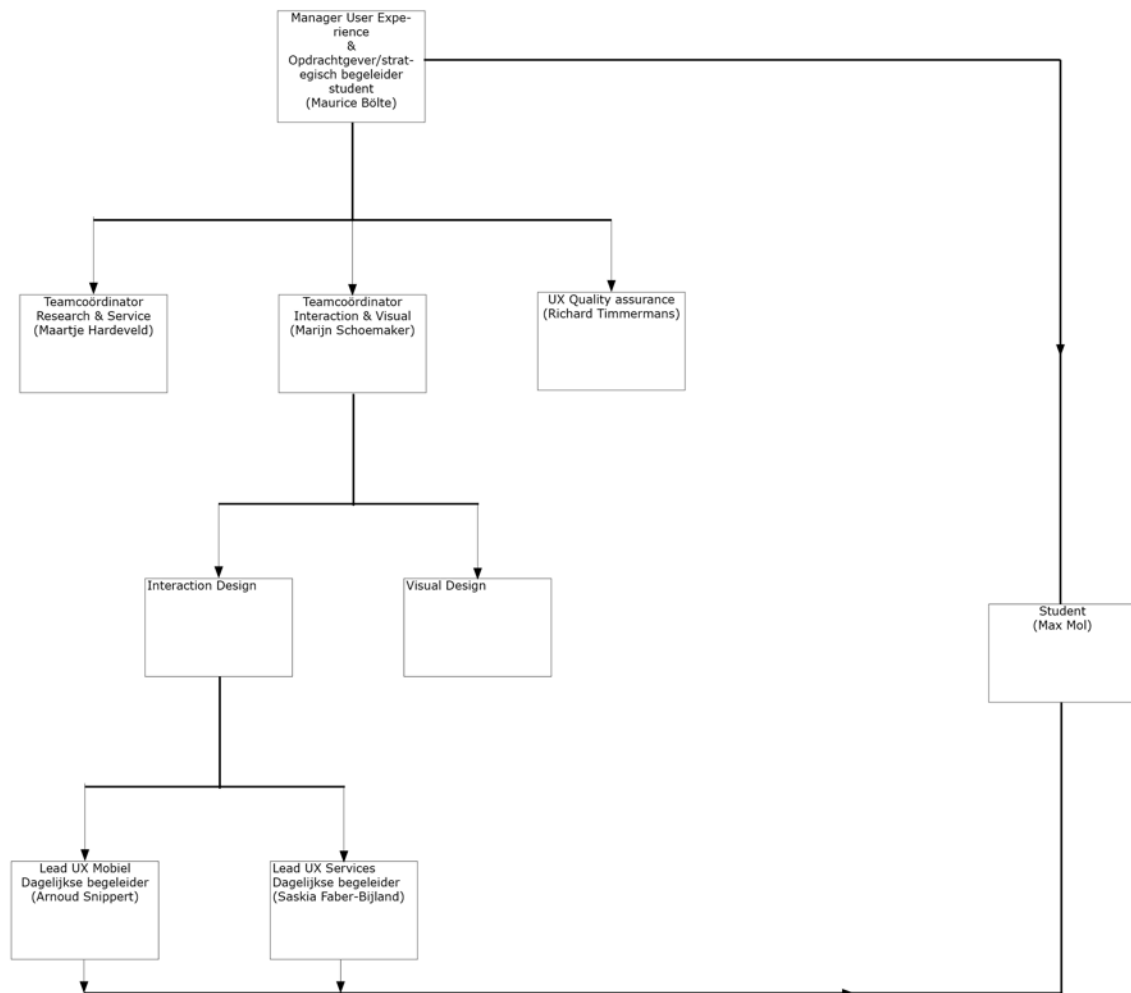 Manager User Expe-
rience
&
Opdrachtgever/strat-
egisch begeleider
student
(Maurice Bölte)
Teamcoördinator
Research & Service
(Maartje Hardeveld)
Teamcoördinator
Interaction & Visual
(Marijn Schoemaker)
UX Quality assurance
(Richard Timmermans)
Interaction Design
Visual Design
Student
(Max Mol)
Lead UX Mobiel
Dagelijkse begeleider
(Arnoud Snippert)
Lead UX Services
Dagelijkse begeleider
(Saskia Faber-Bijland)